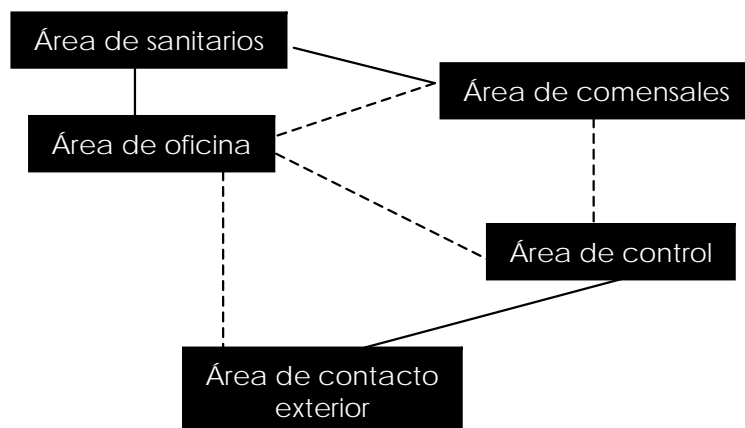 Área de sanitarios
Área de comensales
Área de oficina
Área de control
Área de contacto
exterior